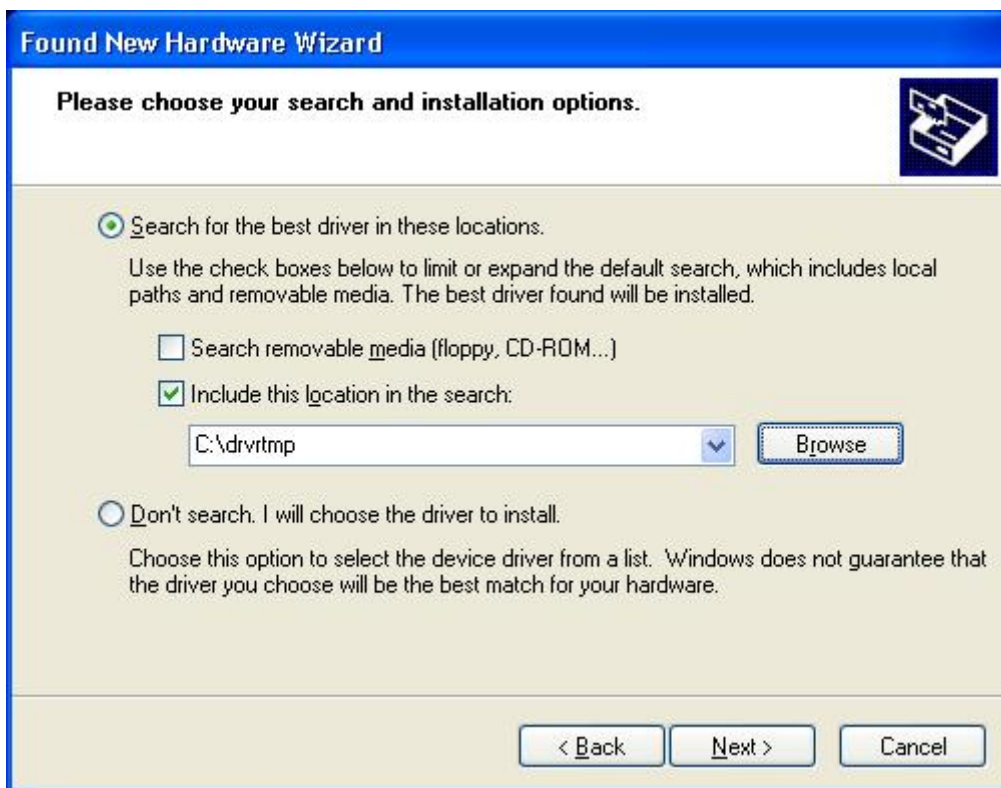 Found New Hardware Wizard
Please choose your search and installation options.
Search for the best driver in these locations.
Use the check boxes below to limit or expand the default search, which includes local
paths and removable media. The best driver found will be installed.
Search removable media (floppy, CD-ROM...)
Include this location in the search:
C:\drvrtmp
Browse
Don't search. I will choose the driver to install.
Choose this option to select the device driver from a list. Windows does not guarantee that
the driver you choose will be the best match for your hardware.
< Back Next > Cancel